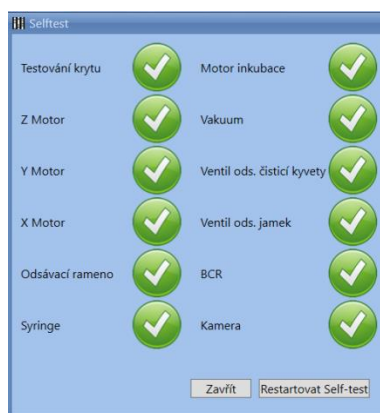 Selftest
Testování krytu
Motor inkubace
Z Motor
Vakuum
Y Motor
Ventil ods. čisticí kyvety
X Motor
Ventil ods. jamek
Odsávací rameno
BCR
Syringe
Kamera
Zavřít
Restartovat Self-test